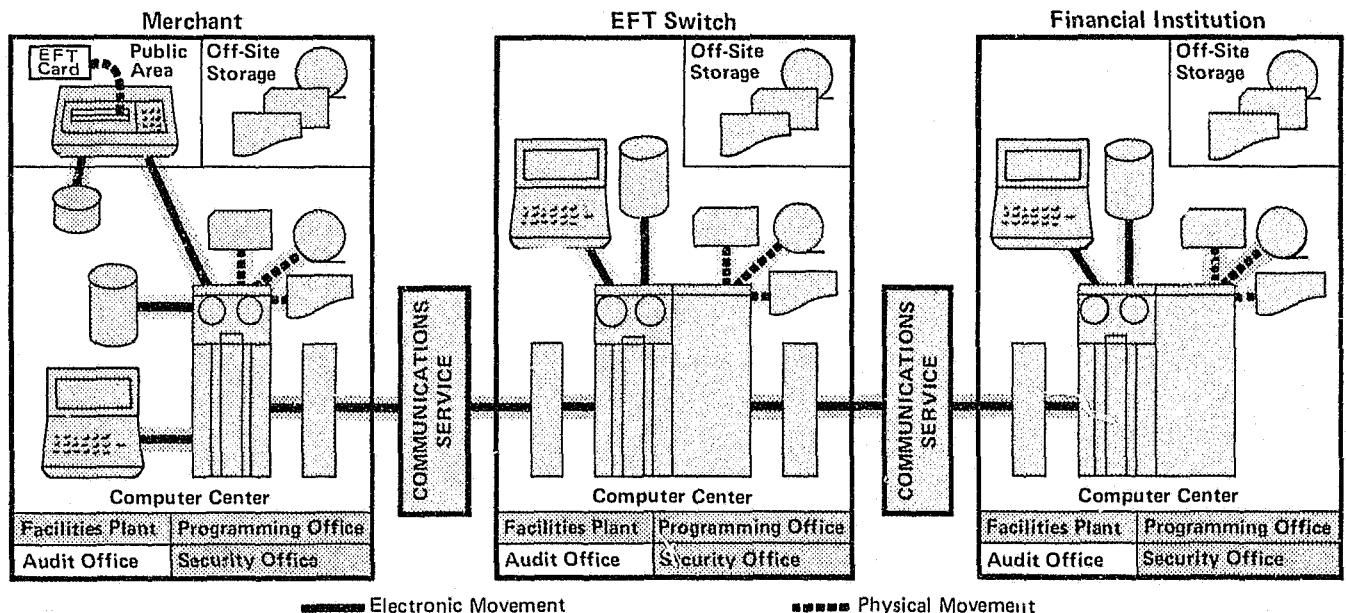 Merchant
EFT
Card
Public
Area
Off-Site
Storage
Computer Center
Facilities Plant
Programming Office
Audit Office
Security Office
COMMUNICATIONS
SERVICE
EFT Switch
Off-Site
Storage
Computer Center
Facilities Plant
Programming Office
Audit Office
Security Office
COMMUNICATIONS
SERVICE
Financial Institution
Off-Site
Storage
Computer Center
Facilities Plant
Programming Office
Audit Office
Security Office
Electronic Movement
Physical Movement